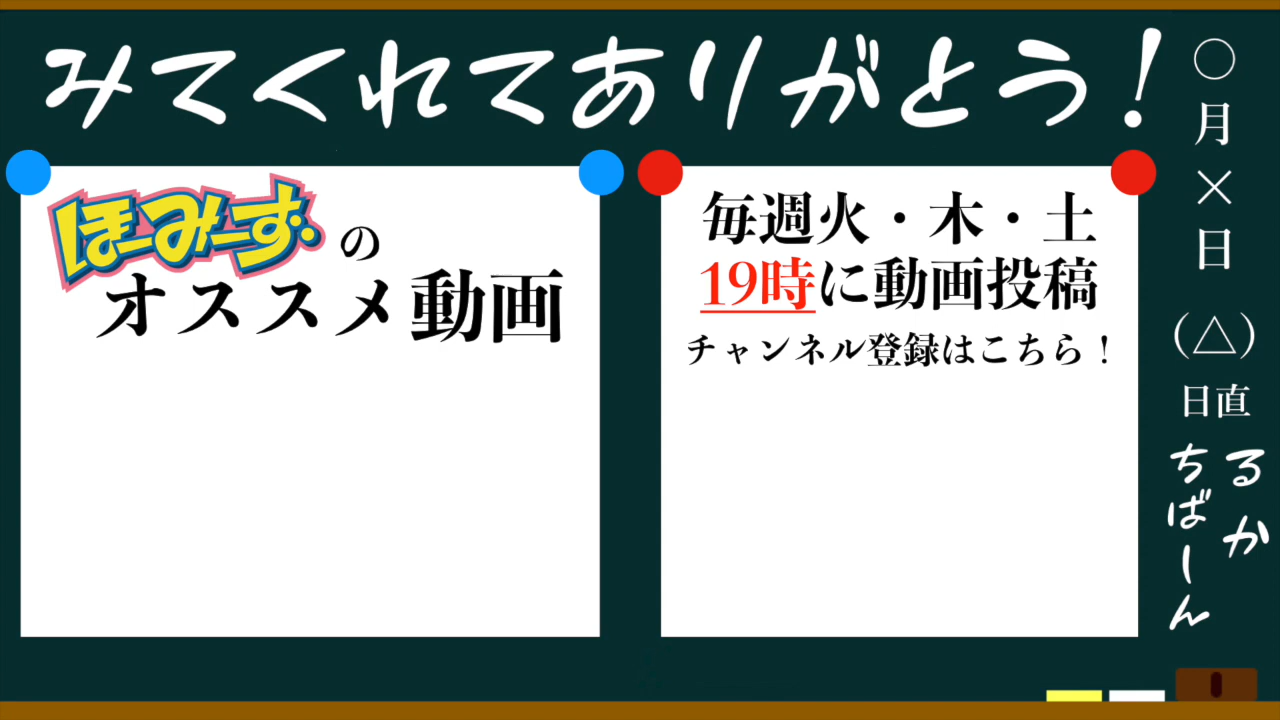 みてくれてありがとう！
ほーみーず。の
オススメ動画
毎週火・木・土
19時に動画投稿
チャンネル登録はこちら！
○月×日
(△)
日直
るか
ちばーん